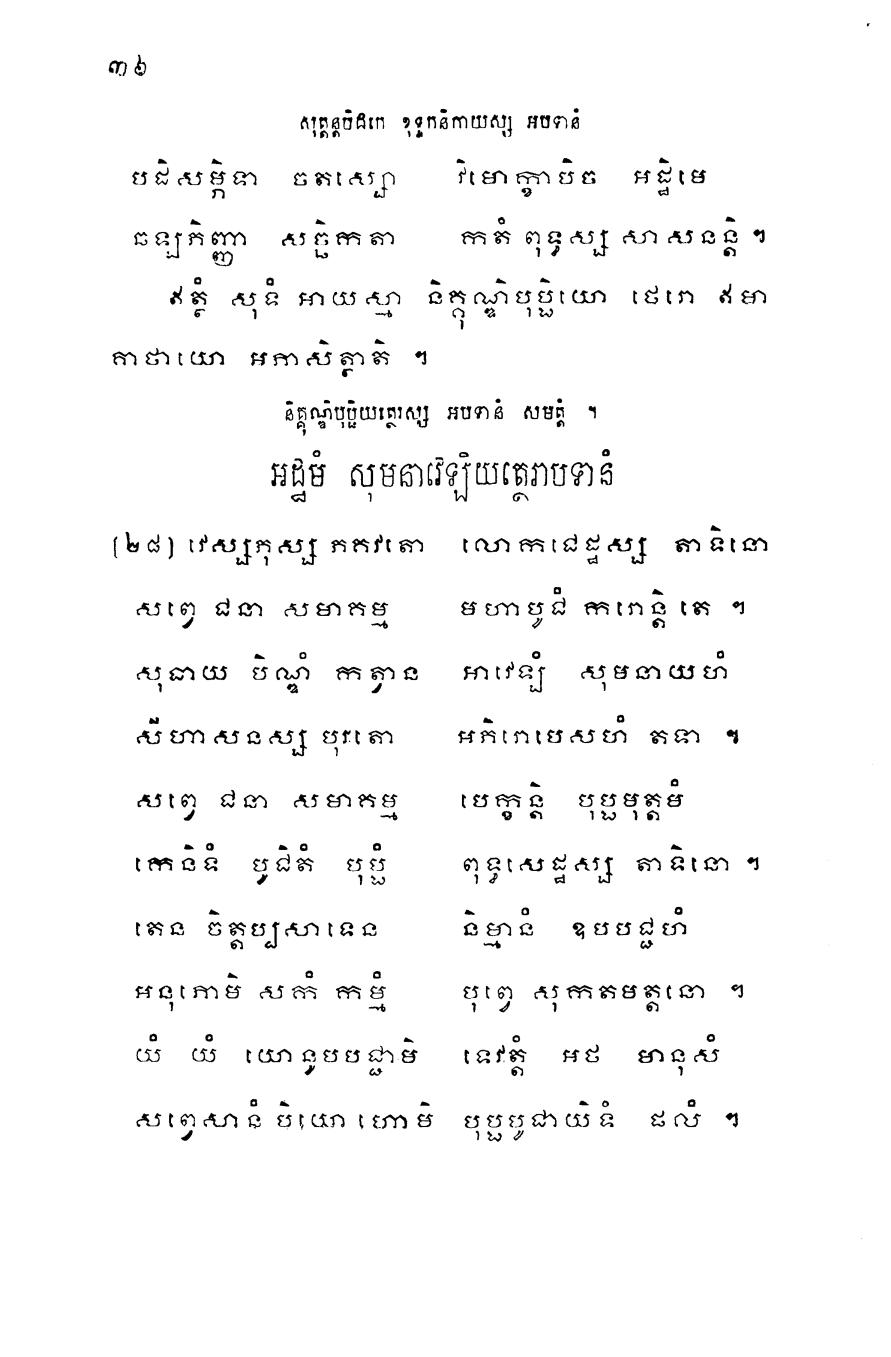 ៣៦
សុត្តន្តបិដកេ ខុទ្ទកនិកាយស្ស អបទានំ
បដិសម្ភិទា ចតស្សោ វិមោក្ខាបិច អដ្ឋិមេ
ឆឡភិញ្ញា សច្ឆិកតា កតំ ពុទ្ធស្ស សាសនន្តិ ។
ឥត្ថំ សុទំ អាយស្មា និគ្គុណ្ឌិបុប្ផិយោ ថេរោ ឥមា
គាថាយោ អភាសិត្ថាតិ ។
និគ្គុណ្ឌិបុប្ផិយត្ថេរស្ស អបទានំ សមត្តំ ។
អដ្ឋមំ សុមនាវេឡិយត្ថេរាបទានំ
[២៨] វេស្សភុស្ស ភគវតោ លោកជេដ្ឋស្ស តាទិនោ
សព្វេ ជនា សមាគម្ម មហាបូជំ ករោន្តិ តេ ។
សុធាយ បិណ្ឌំ កត្វាន អាវេឡំ សុមនាយហំ
សីហាសនស្ស បុរតោ អភិរោបេសហំ តទា ។
សព្វេ ជនា សមាគម្ម បេក្ខន្តិ បុប្ផមុត្តមំ
កេនិទំ បូជិតំ បុប្ផំ ពុទ្ធសេដ្ឋស្ស តាទិនោ ។
តេន ចិត្តប្បសាទេន និម្មានំ ឧបបជ្ជហំ
អនុភោមិ សកំ កម្មំ បុព្វេ សុកតមត្តនោ ។
យំ យំ យោនូបបជ្ជាមិ ទេវត្តំ អថ មានុសំ
សព្វេសានំ បិយោ ហោមិ បុប្ផបូជាយិទំ ផលំ ។